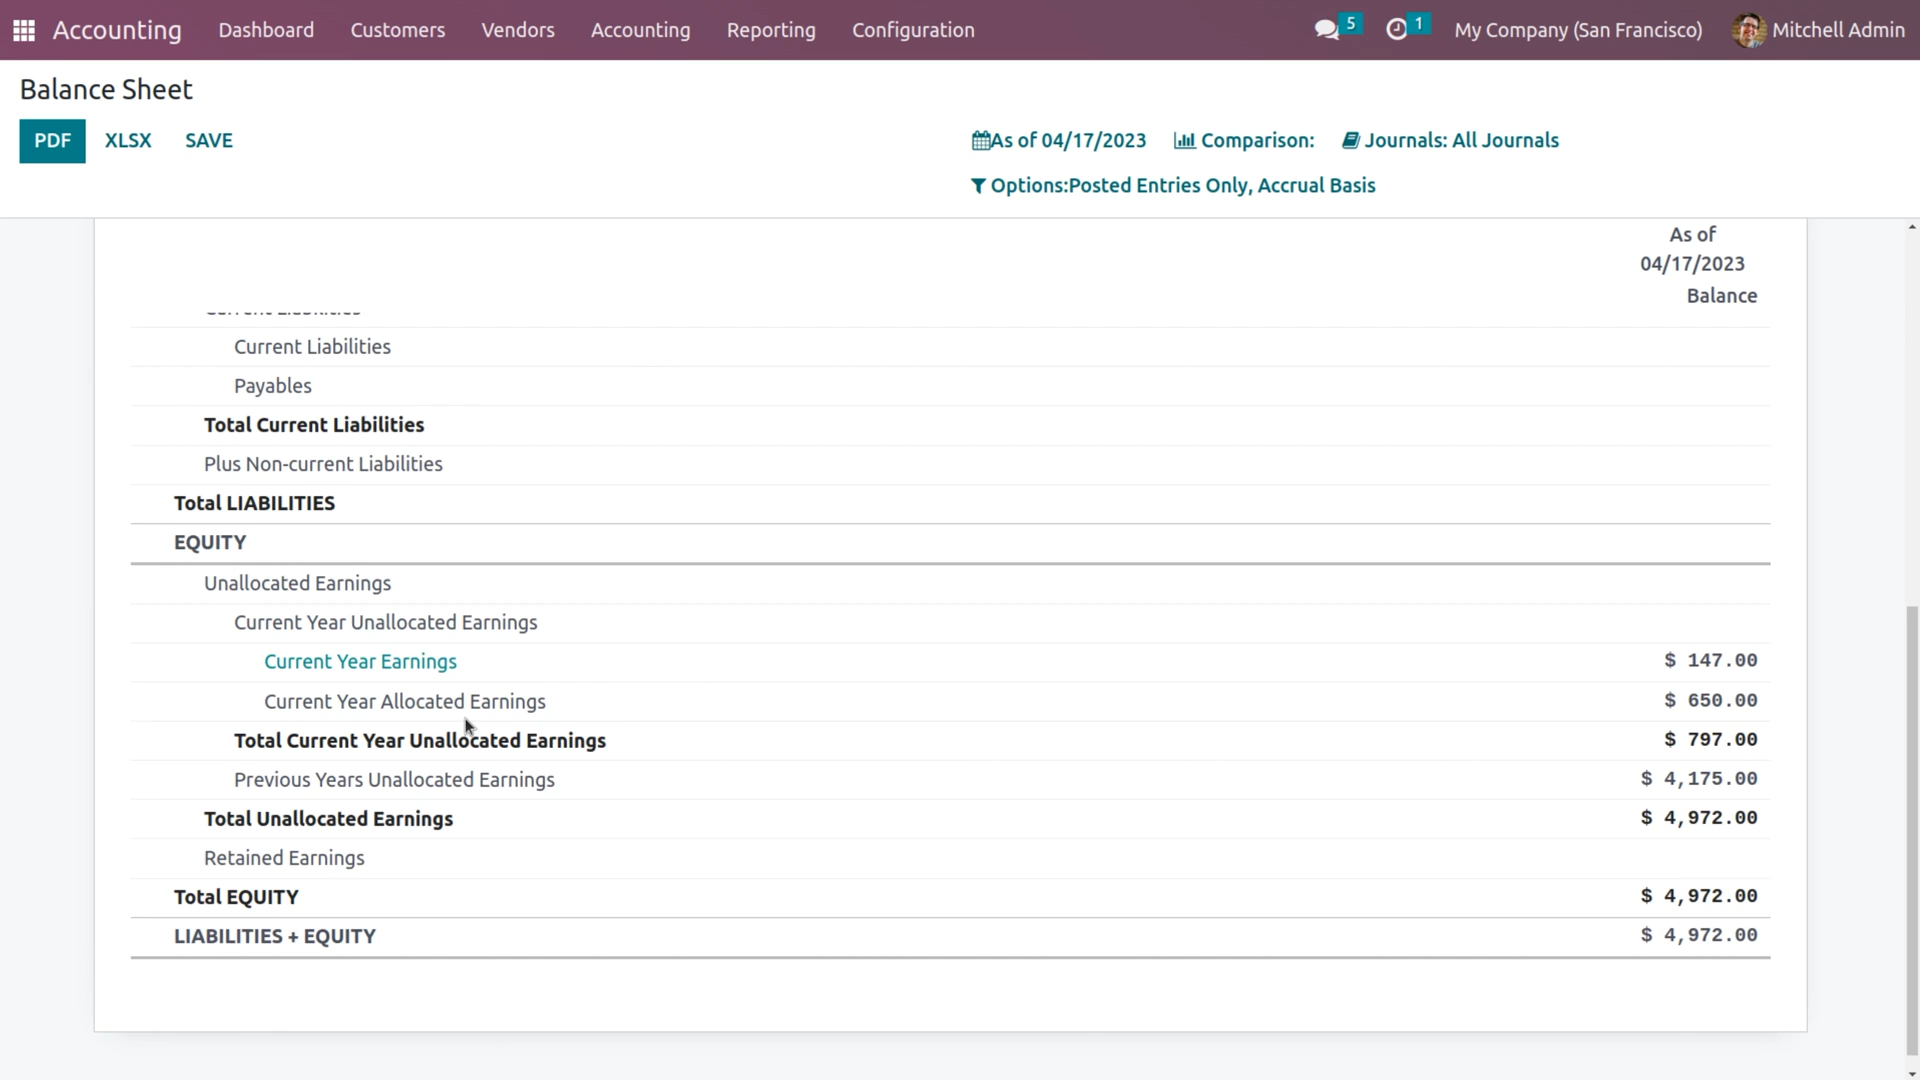 Accounting Dashboard Customers Vendors Accounting Reporting Configuration 5 1 My Company (San Francisco) Mitchell Admin
Balance Sheet
PDF XLSX SAVE As of 04/17/2023 Comparison: Journals: All Journals
Options:Posted Entries Only, Accrual Basis
As of
04/17/2023
Balance
Current Liabilities
Payables
Total Current Liabilities
Plus Non-current Liabilities
Total LIABILITIES
EQUITY
Unallocated Earnings
Current Year Unallocated Earnings
Current Year Earnings $ 147.00
Current Year Allocated Earnings $ 650.00
Total Current Year Unallocated Earnings $ 797.00
Previous Years Unallocated Earnings $ 4,175.00
Total Unallocated Earnings $ 4,972.00
Retained Earnings
Total EQUITY $ 4,972.00
LIABILITIES + EQUITY $ 4,972.00